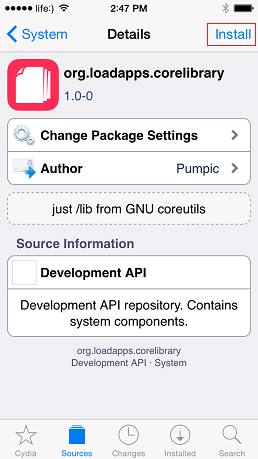 life:) 2:47 PM
System Details Install
org.loadapps.corelibrary
1.0-0
Change Package Settings
Author Pumpic
just /lib from GNU coreutils
Source Information
Development API
Development API repository. Contains
system components.
org.loadapps.corelibrary
Development API · System
Cydia Sources Changes Installed Search